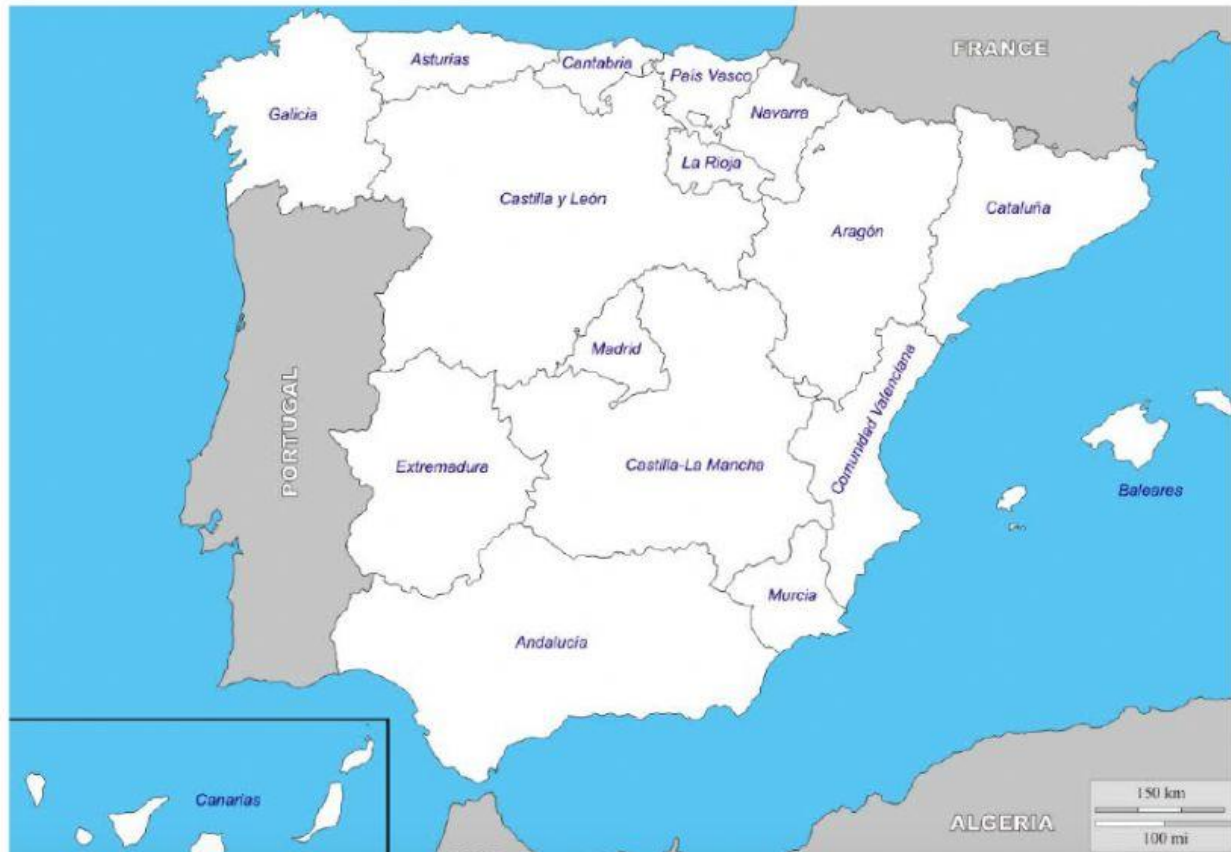 FRANCE
Asturias
Cantabria
País Vasco
Galicia
Navarra
La Rioja
Castilla y León
Cataluña
Aragón
Madrid
PORTUGAL
Comunidad Valenciana
Extremadura
Castilla-La Mancha
Baleares
Murcia
Andalucía
Canarias
150 km
ALGERIA
100 mi